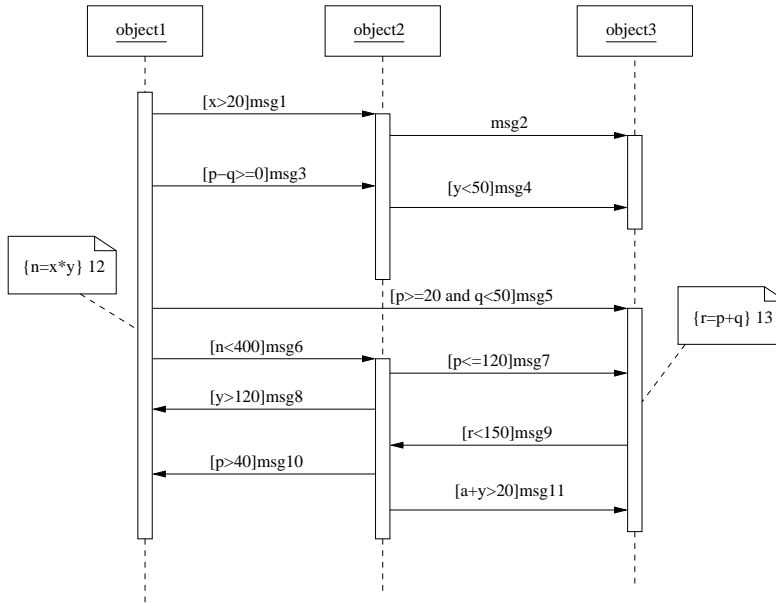 object1
object2
object3
[x>20]msg1
msg2
[p−q>=0]msg3
[y<50]msg4
{n=x*y} 12
[p>=20 and q<50]msg5
{r=p+q} 13
[n<400]msg6
[p<=120]msg7
[y>120]msg8
[r<150]msg9
[p>40]msg10
[a+y>20]msg11